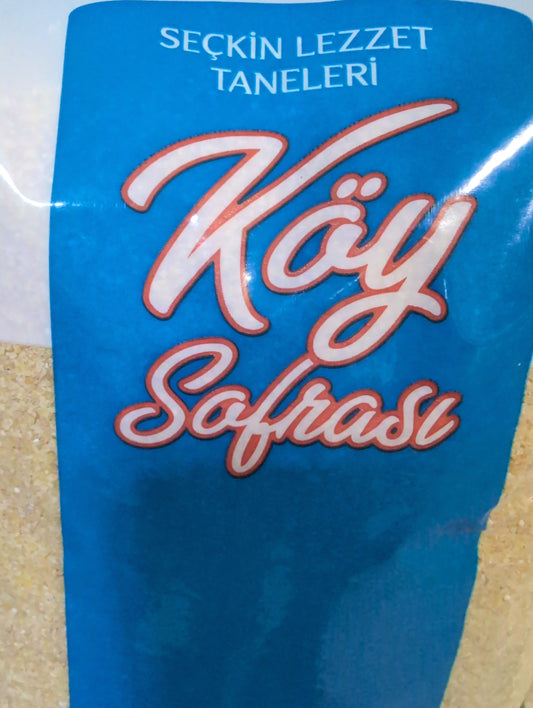 SEÇKİN LEZZET
TANELERİ
Köy
Sofrası